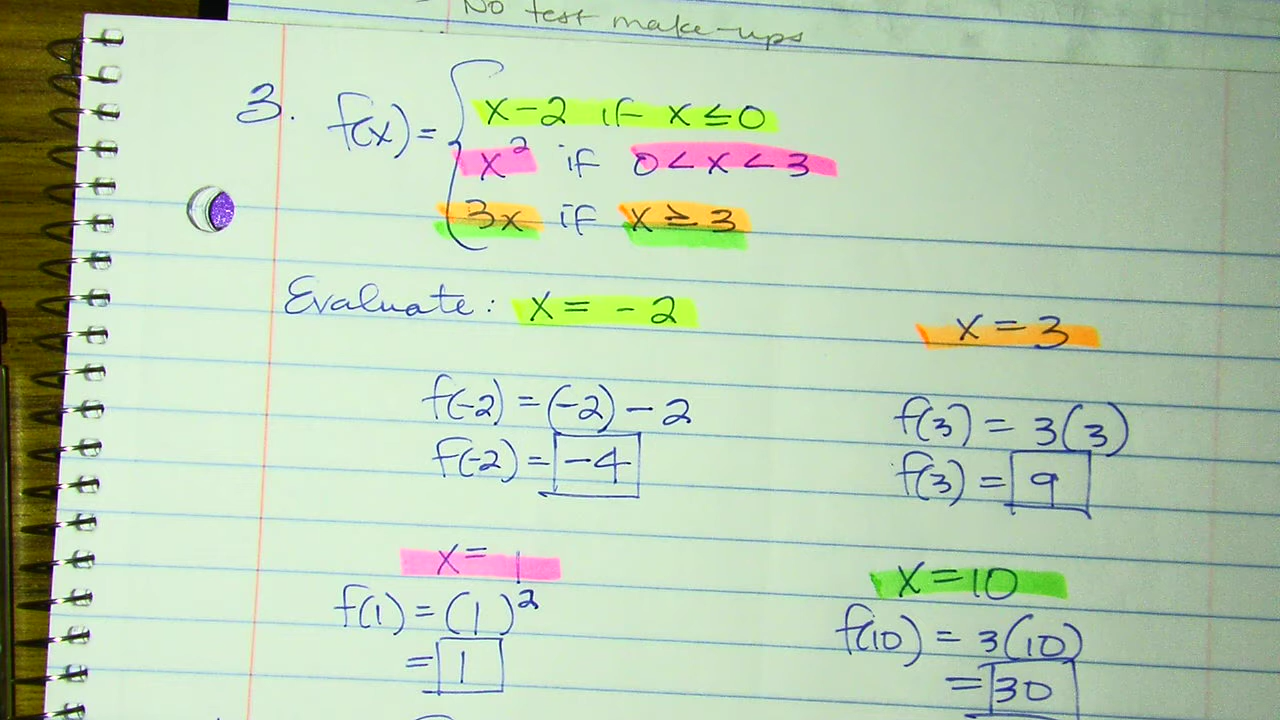 No test make-ups
3. f(x) = { x-2 if x ≤ 0
x² if 0 < x < 3
3x if x ≥ 3
Evaluate: x = -2
x = 3
f(-2) = (-2) - 2
f(3) = 3(3)
f(-2) = -4
f(3) = 9
x = 1
x = 10
f(1) = (1)²
f(10) = 3(10)
= 1
= 30